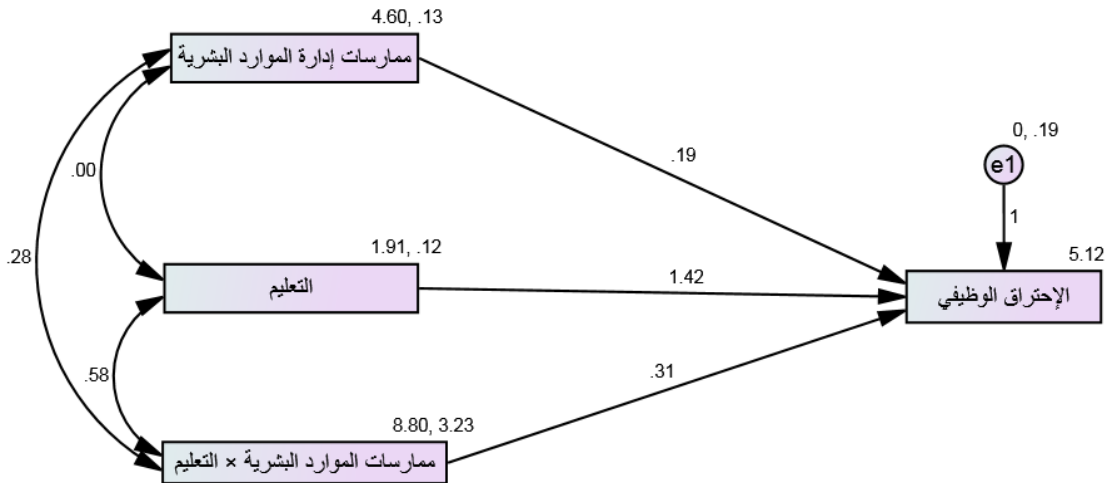 4.60, .13
ممارسات إدارة الموارد البشرية
.19
0, .19
e1
.00
1
1.91, .12
5.12
.28
التعليم
1.42
الإحتراق الوظيفي
.58
.31
8.80, 3.23
ممارسات الموارد البشرية × التعليم